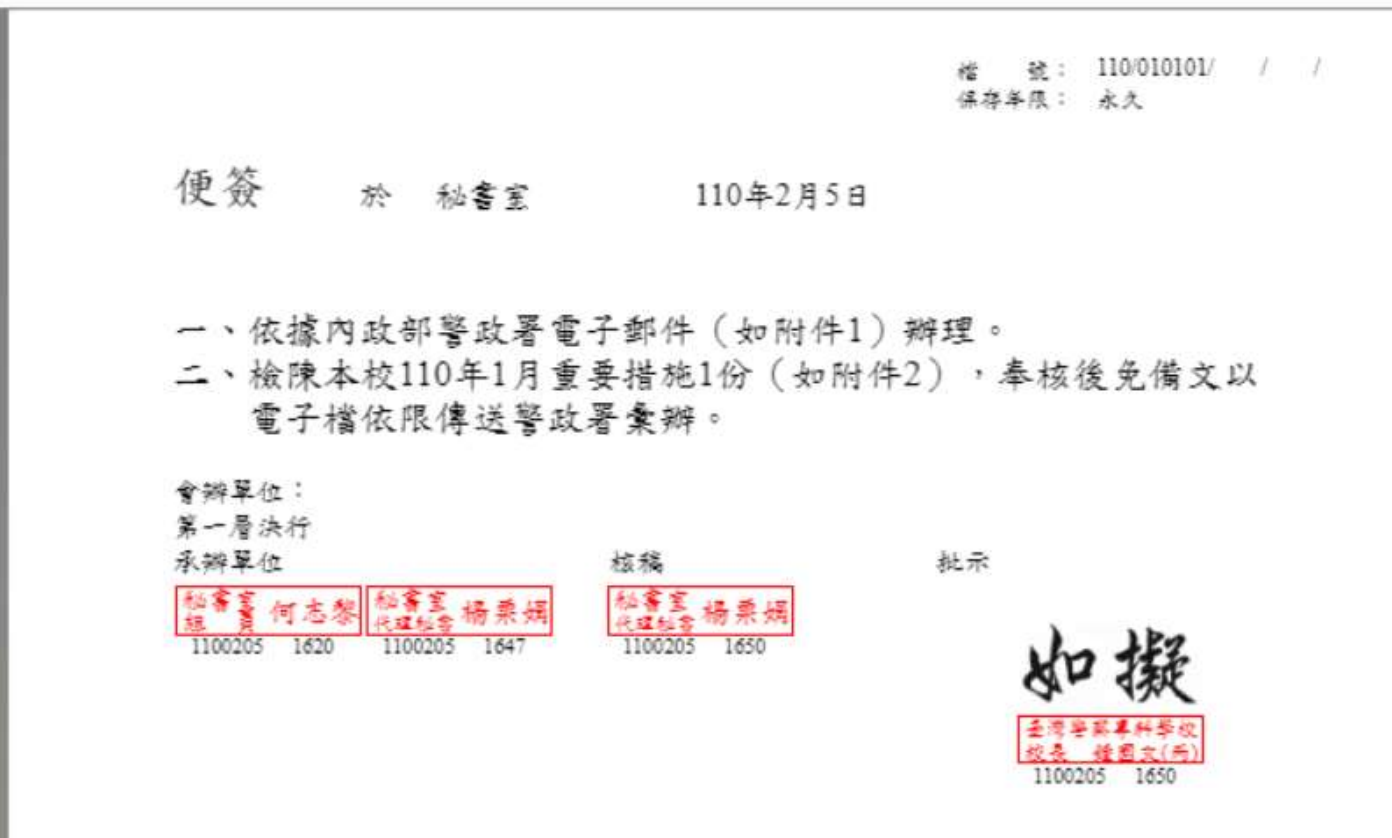 檔　　號： 110/010101/　/　/
保存年限： 永久
便簽　於　秘書室　110年2月5日
一、依據內政部警政署電子郵件（如附件1）辦理。
二、檢陳本校110年1月重要措施1份（如附件2），奉核後免備文以
電子檔依限傳送警政署彙辦。
會辦單位：
第一層決行
承辦單位　核稿　批示
秘書室 組員 何志黎　秘書室 代理秘書 楊票娟　秘書室 代理秘書 楊票娟
1100205 1620　1100205 1647　1100205 1650
如擬
臺灣警察專科學校
校長 鍾國文(丙)
1100205 1650